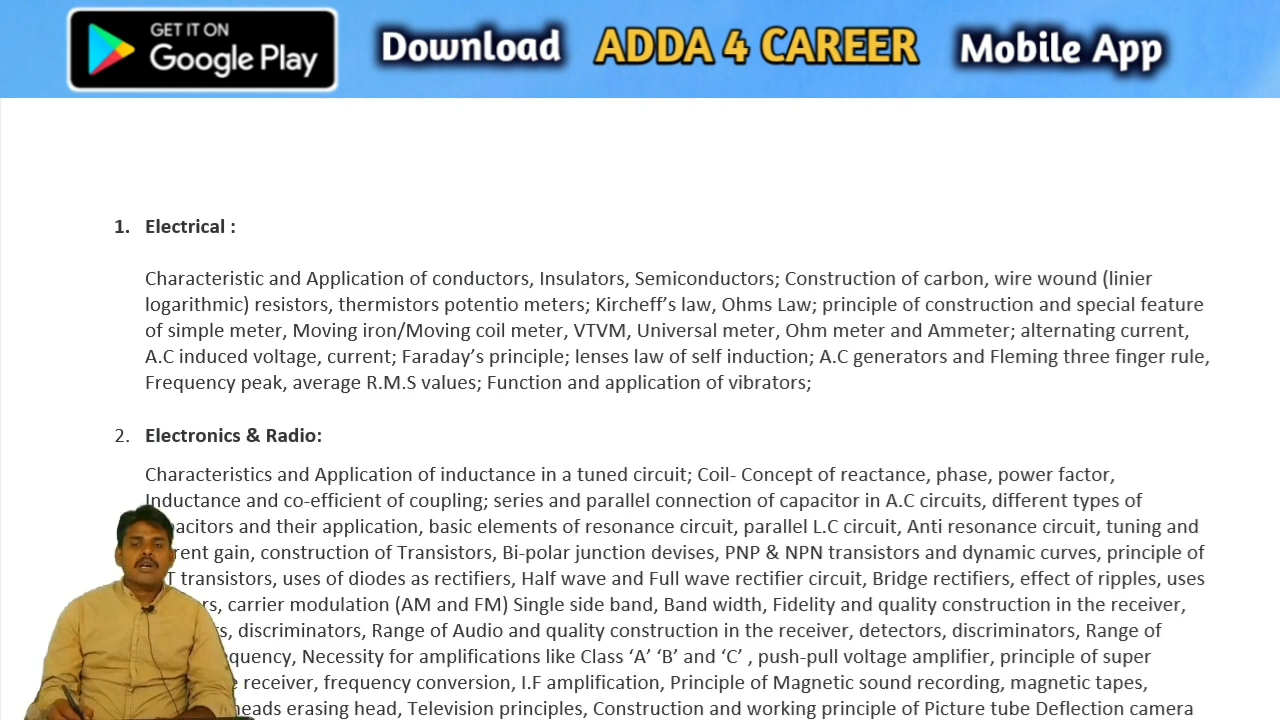 GET IT ON
Google Play
Download ADDA 4 CAREER Mobile App
1. Electrical :
Characteristic and Application of conductors, Insulators, Semiconductors; Construction of carbon, wire wound (linier
logarithmic) resistors, thermistors potentio meters; Kircheff’s law, Ohms Law; principle of construction and special feature
of simple meter, Moving iron/Moving coil meter, VTVM, Universal meter, Ohm meter and Ammeter; alternating current,
A.C induced voltage, current; Faraday’s principle; lenses law of self induction; A.C generators and Fleming three finger rule,
Frequency peak, average R.M.S values; Function and application of vibrators;
2. Electronics & Radio:
Characteristics and Application of inductance in a tuned circuit; Coil- Concept of reactance, phase, power factor,
Inductance and co-efficient of coupling; series and parallel connection of capacitor in A.C circuits, different types of
and their application, basic elements of resonance circuit, parallel L.C circuit, Anti resonance circuit, tuning and
gain, construction of Transistors, Bi-polar junction devises, PNP & NPN transistors and dynamic curves, principle of
transistors, uses of diodes as rectifiers, Half wave and Full wave rectifier circuit, Bridge rectifiers, effect of ripples, uses
carrier modulation (AM and FM) Single side band, Band width, Fidelity and quality construction in the receiver,
discriminators, Range of Audio and quality construction in the receiver, detectors, discriminators, Range of
Necessity for amplifications like Class ‘A’ ‘B’ and ‘C’ , push-pull voltage amplifier, principle of super
receiver, frequency conversion, I.F amplification, Principle of Magnetic sound recording, magnetic tapes,
heads erasing head, Television principles, Construction and working principle of Picture tube Deflection camera